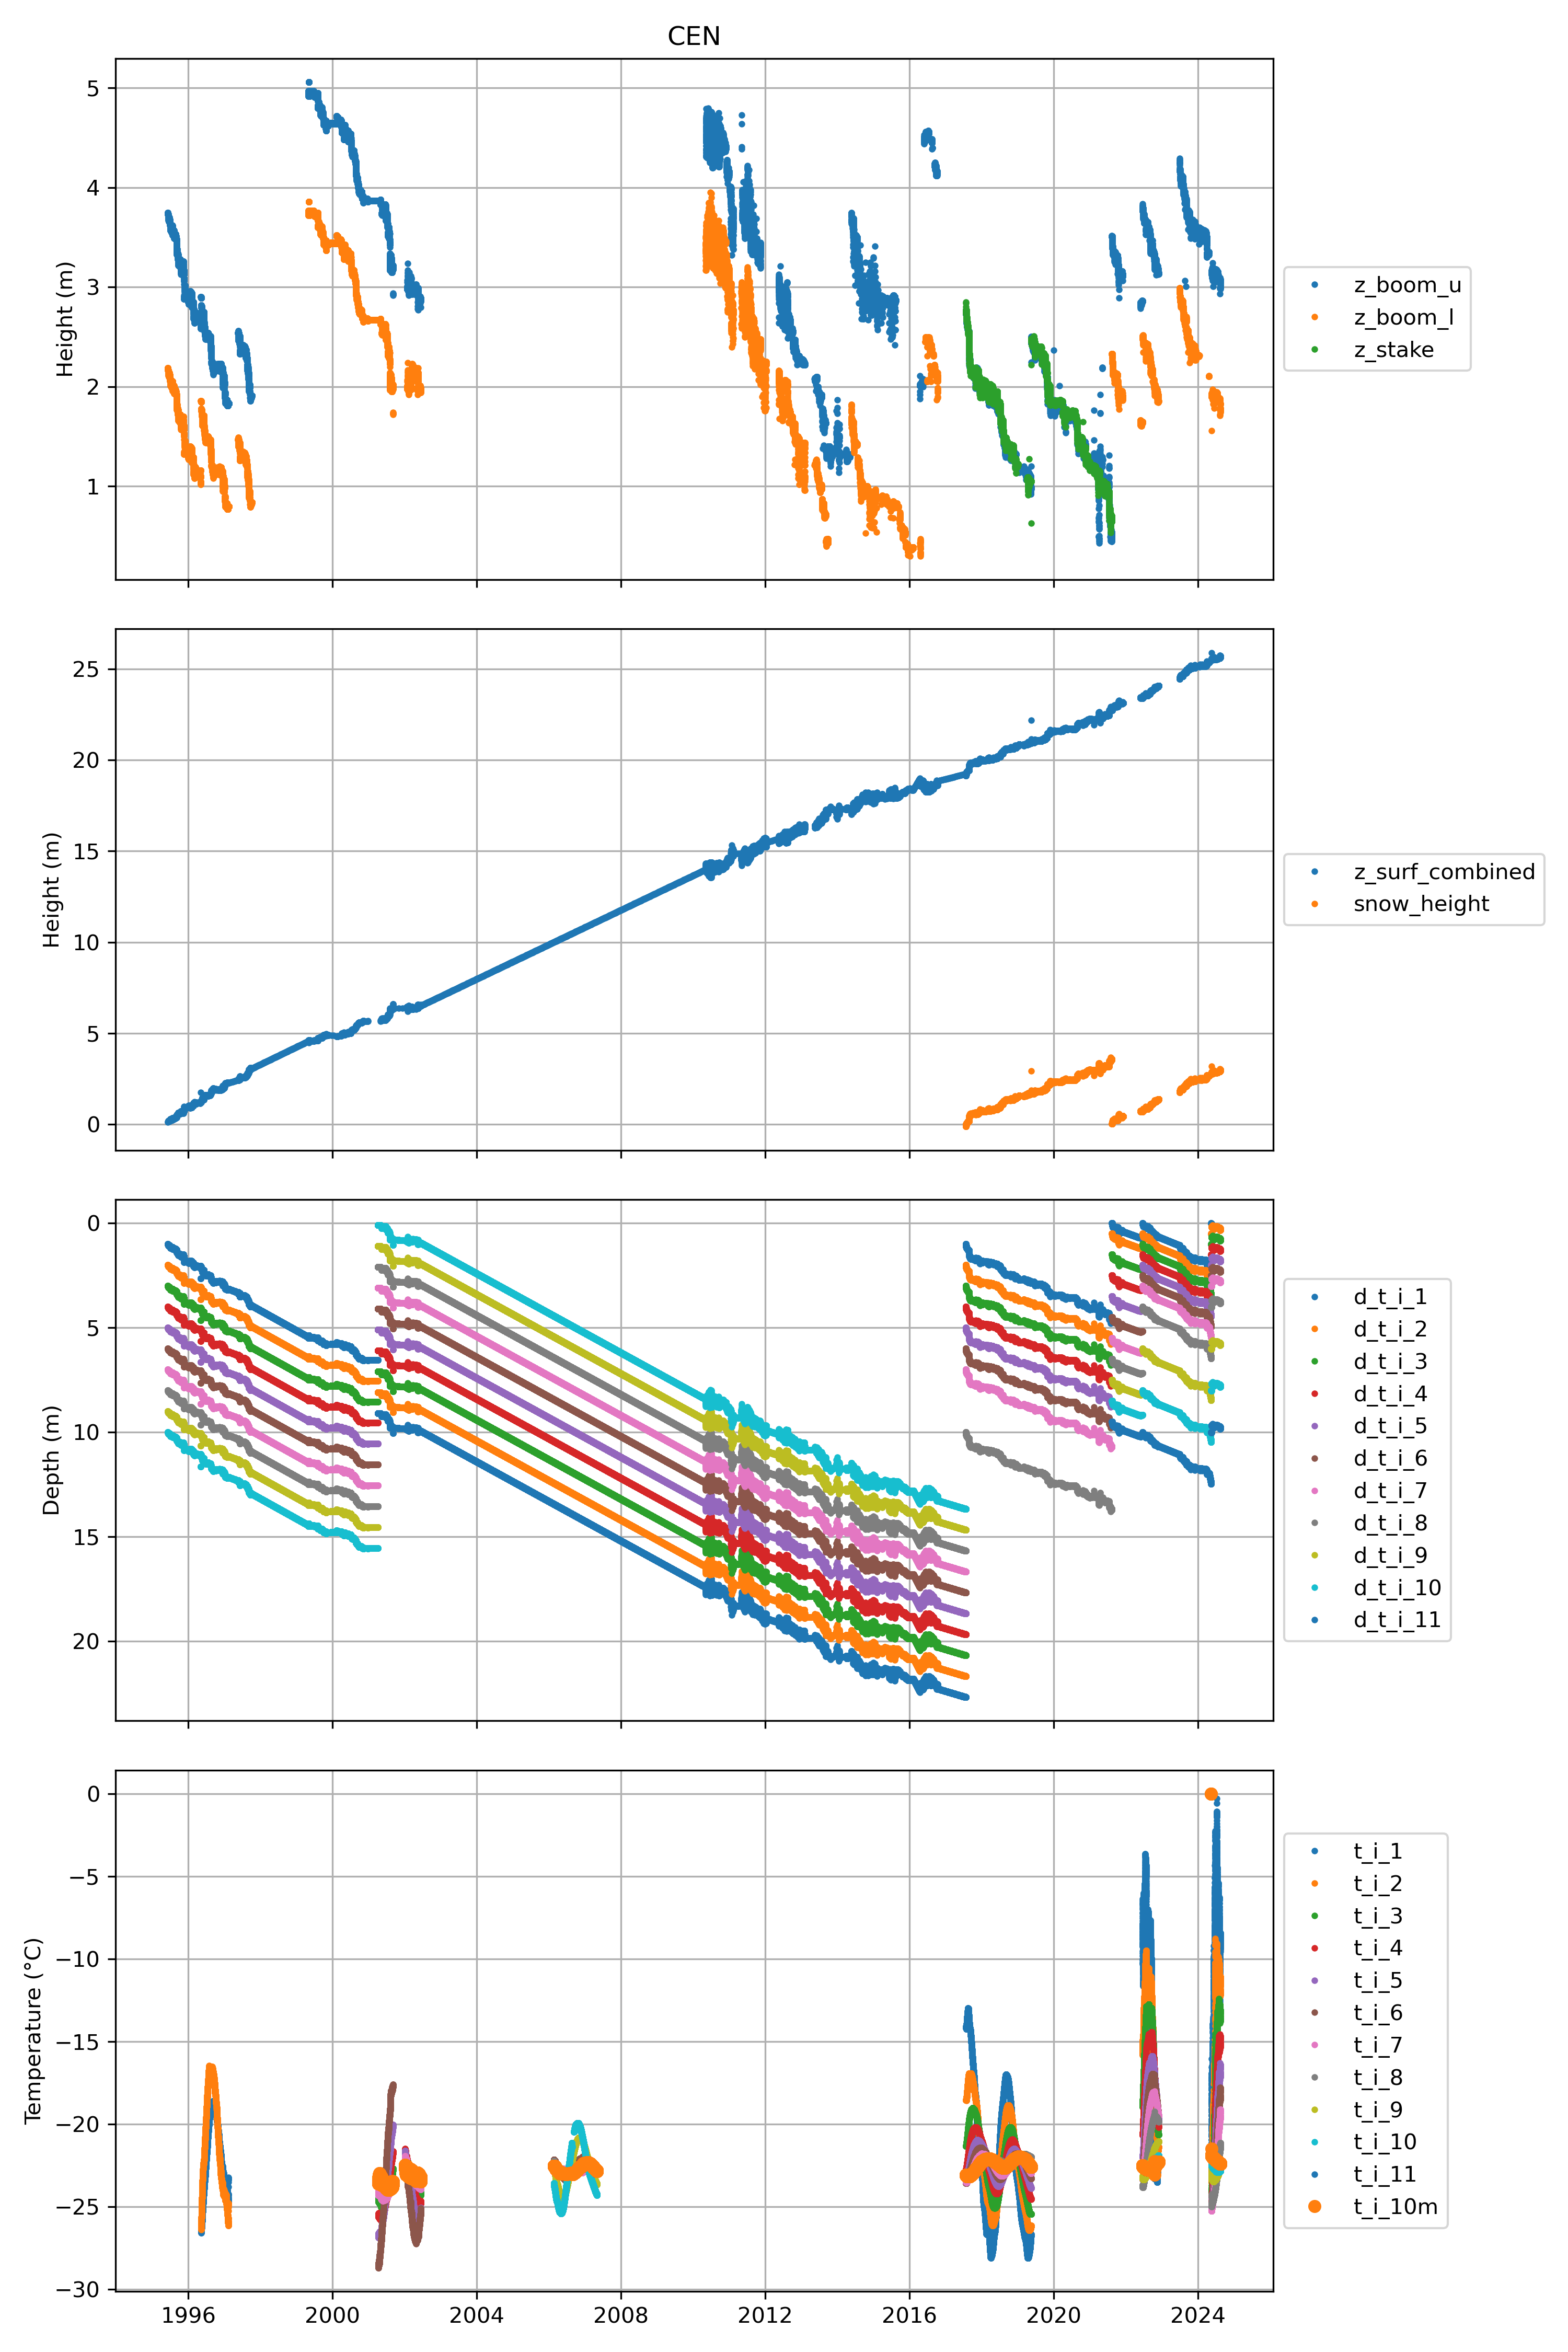 CEN
Height (m)
5
4
3
2
1
z_boom_u
z_boom_l
z_stake
Height (m)
25
20
15
10
5
0
z_surf_combined
snow_height
Depth (m)
0
5
10
15
20
d_t_i_1
d_t_i_2
d_t_i_3
d_t_i_4
d_t_i_5
d_t_i_6
d_t_i_7
d_t_i_8
d_t_i_9
d_t_i_10
d_t_i_11
Temperature (°C)
0
−5
−10
−15
−20
−25
−30
t_i_1
t_i_2
t_i_3
t_i_4
t_i_5
t_i_6
t_i_7
t_i_8
t_i_9
t_i_10
t_i_11
t_i_10m
1996 2000 2004 2008 2012 2016 2020 2024